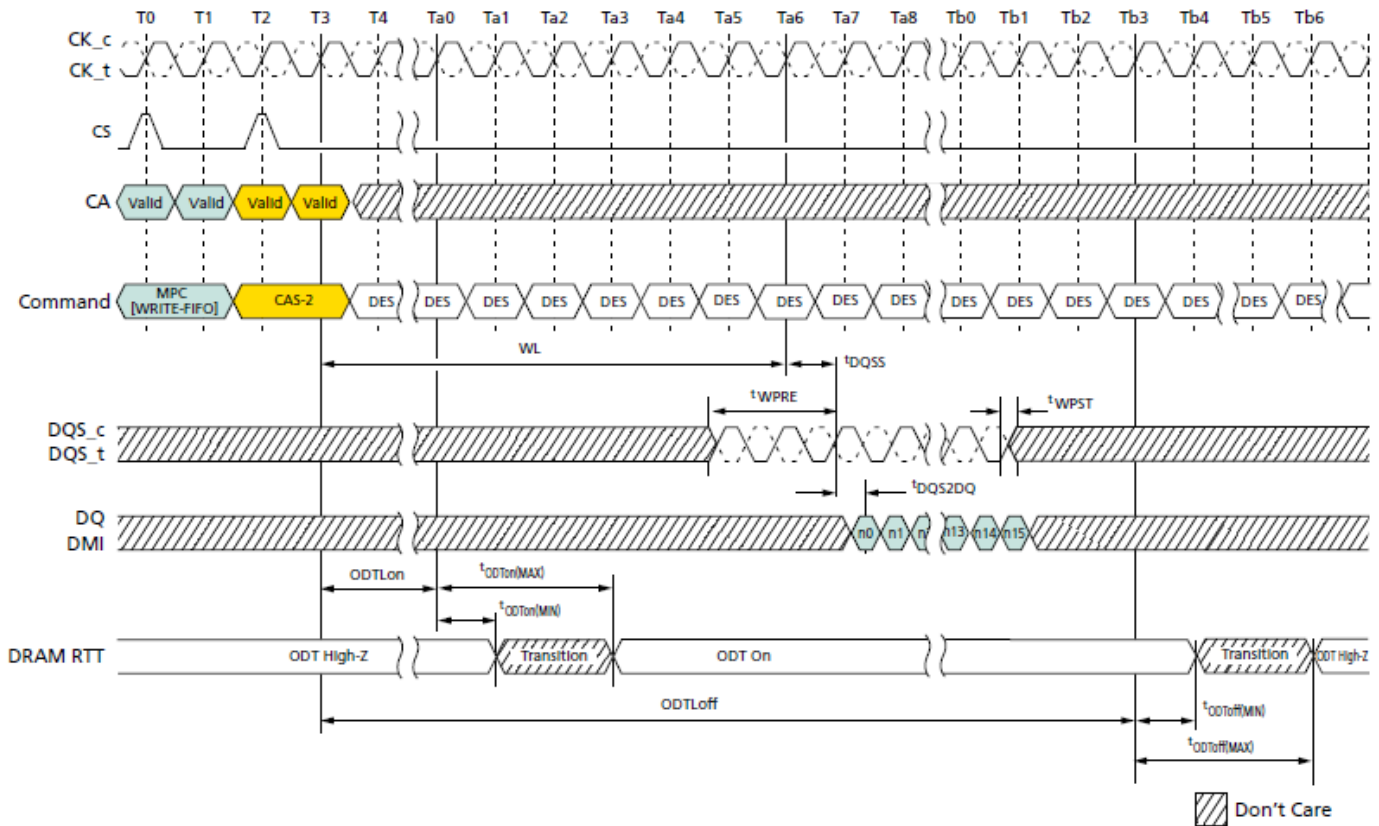 T0 T1 T2 T3 T4 Ta0 Ta1 Ta2 Ta3 Ta4 Ta5 Ta6 Ta7 Ta8 Tb0 Tb1 Tb2 Tb3 Tb4 Tb5 Tb6
CK_c
CK_t
CS
CA Valid Valid Valid Valid
Command MPC [WRITE-FIFO] CAS-2 DES DES DES DES DES DES DES DES DES DES DES DES DES DES DES DES DES
WL
tDQSS
tWPRE
tWPST
DQS_c
DQS_t
tDQS2DQ
DQ
DMI
n0 n1 n n13 n14 n15
ODTLon
tODTon(MAX)
tODTon(MIN)
DRAM RTT ODT High-Z Transition ODT On Transition ODT High-Z
ODTLoff
tODToff(MIN)
tODToff(MAX)
Don't Care